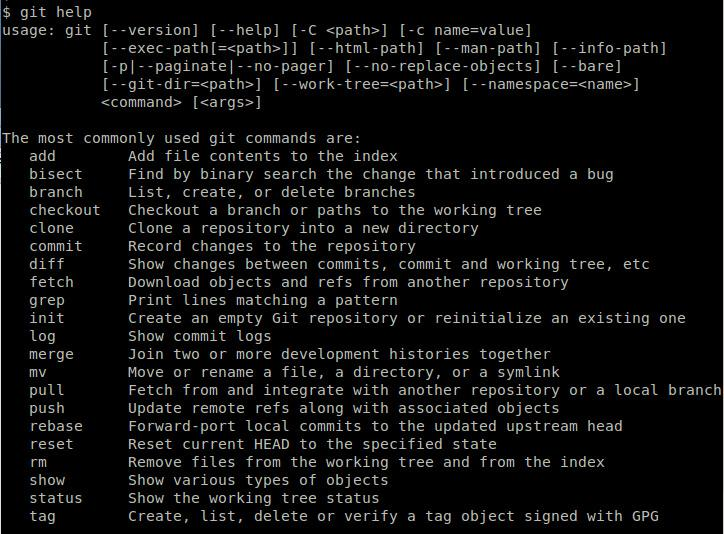 $ git help
usage: git [--version] [--help] [-C <path>] [-c name=value]
           [--exec-path[=<path>]] [--html-path] [--man-path] [--info-path]
           [-p|--paginate|--no-pager] [--no-replace-objects] [--bare]
           [--git-dir=<path>] [--work-tree=<path>] [--namespace=<name>]
           <command> [<args>]

The most commonly used git commands are:
   add        Add file contents to the index
   bisect     Find by binary search the change that introduced a bug
   branch     List, create, or delete branches
   checkout   Checkout a branch or paths to the working tree
   clone      Clone a repository into a new directory
   commit     Record changes to the repository
   diff       Show changes between commits, commit and working tree, etc
   fetch      Download objects and refs from another repository
   grep       Print lines matching a pattern
   init       Create an empty Git repository or reinitialize an existing one
   log        Show commit logs
   merge      Join two or more development histories together
   mv         Move or rename a file, a directory, or a symlink
   pull       Fetch from and integrate with another repository or a local branch
   push       Update remote refs along with associated objects
   rebase     Forward-port local commits to the updated upstream head
   reset      Reset current HEAD to the specified state
   rm         Remove files from the working tree and from the index
   show       Show various types of objects
   status     Show the working tree status
   tag        Create, list, delete or verify a tag object signed with GPG